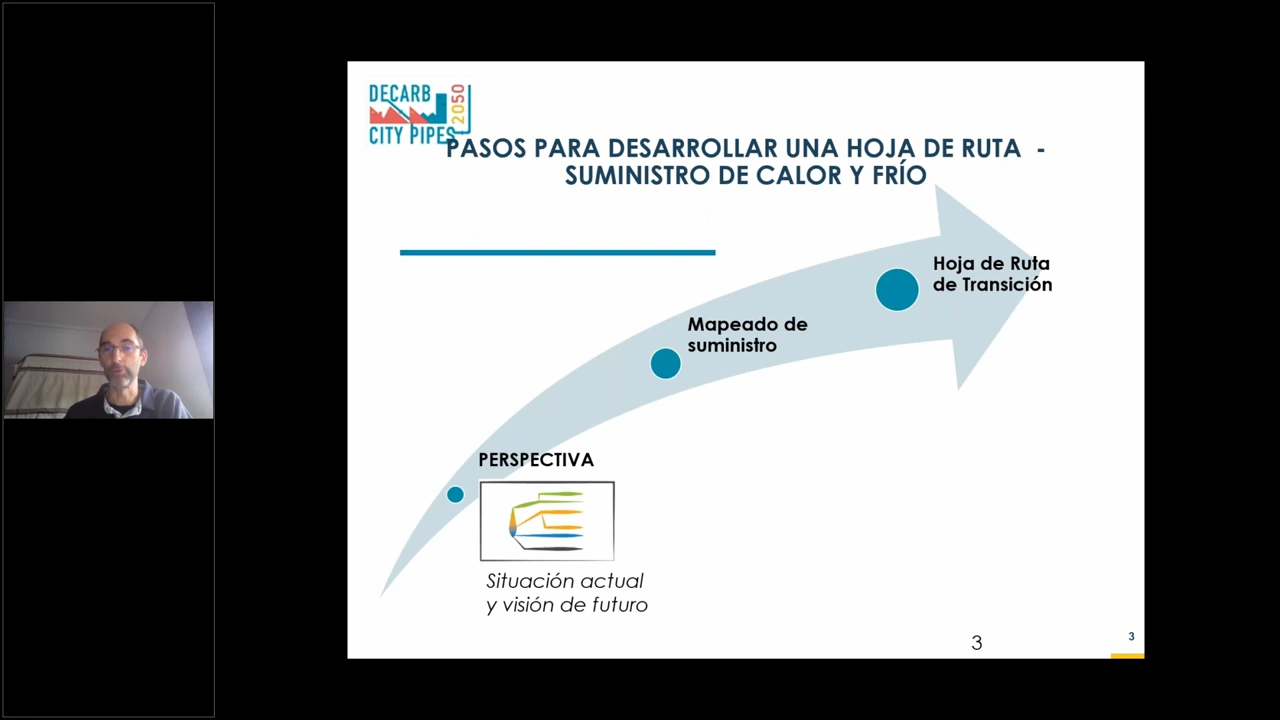 DECARB
CITY PIPES
2050
PASOS PARA DESARROLLAR UNA HOJA DE RUTA -
SUMINISTRO DE CALOR Y FRÍO
Hoja de Ruta
de Transición
Mapeado de
suministro
PERSPECTIVA
Situación actual
y visión de futuro
3
3